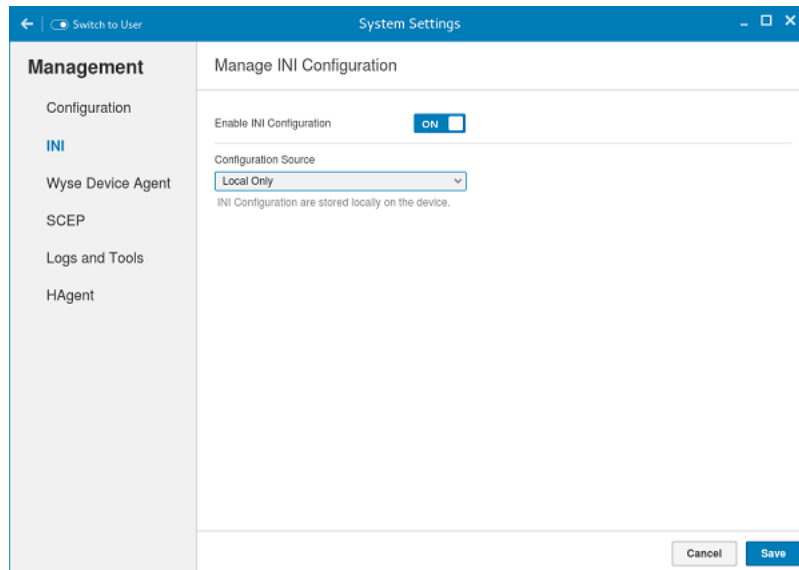 Switch to User
System Settings
Management
Configuration
INI
Wyse Device Agent
SCEP
Logs and Tools
HAgent
Manage INI Configuration
Enable INI Configuration
ON
Configuration Source
Local Only
INI Configuration are stored locally on the device.
Cancel
Save